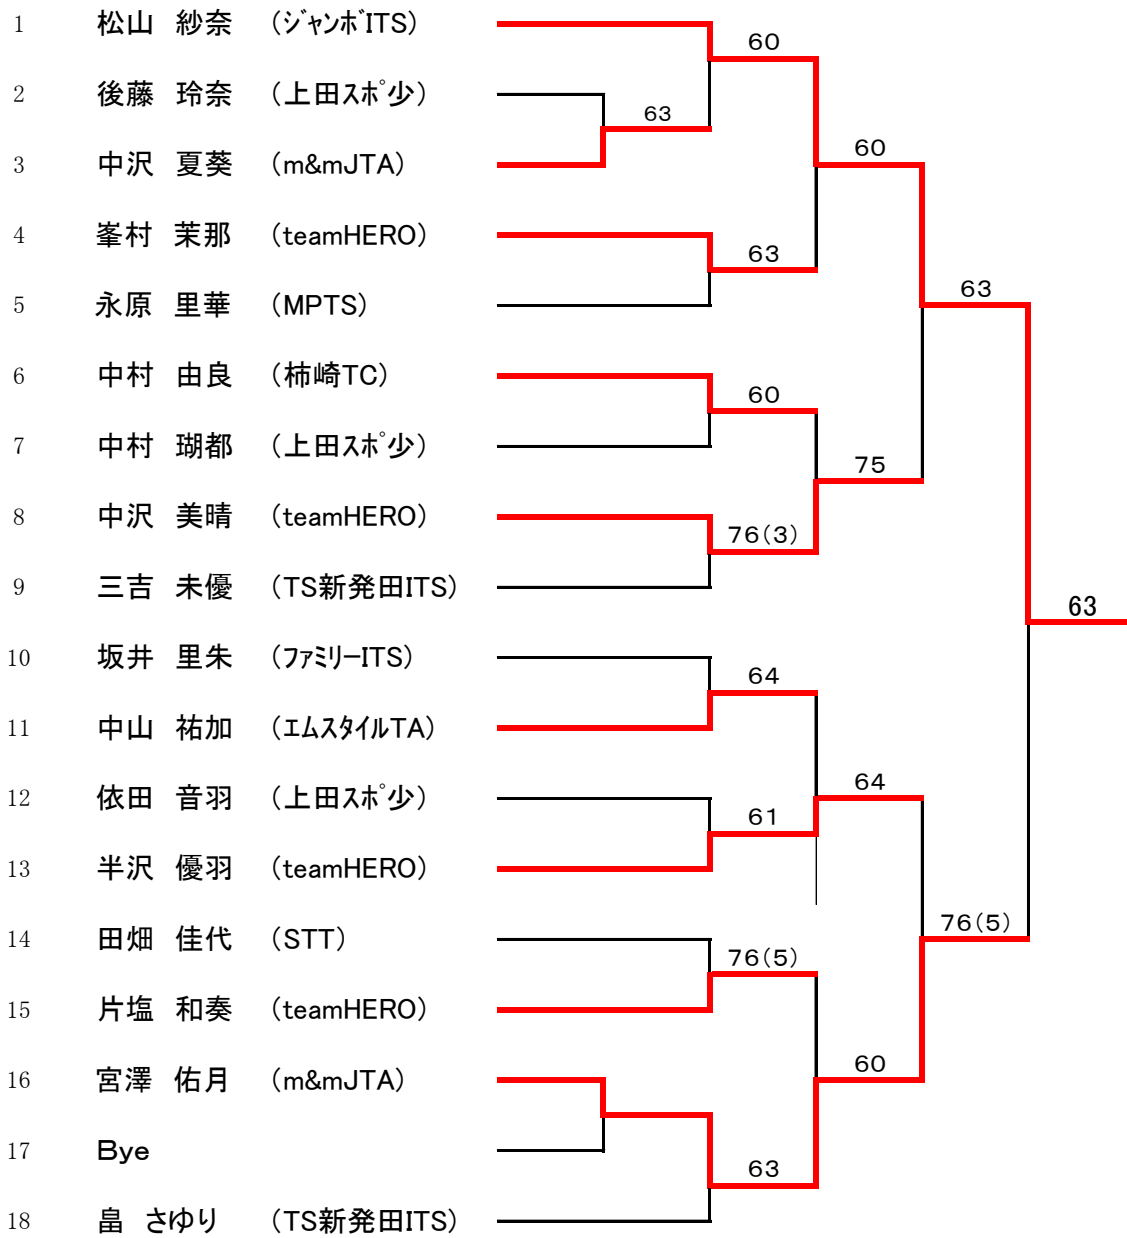 1 松山 紗奈 (ｼﾞｬﾝﾎﾞITS)
60
2 後藤 玲奈 (上田ｽﾎﾟ少)
63
3 中沢 夏葵 (m&mJTA)
60
4 峯村 茉那 (teamHERO)
63
5 永原 里華 (MPTS)
63
6 中村 由良 (柿崎TC)
60
7 中村 瑚都 (上田ｽﾎﾟ少)
75
8 中沢 美晴 (teamHERO)
76(3)
9 三吉 未優 (TS新発田ITS)
63
10 坂井 里朱 (ﾌｧﾐﾘｰITS)
64
11 中山 祐加 (ｴﾑｽﾀｲﾙTA)
12 依田 音羽 (上田ｽﾎﾟ少)
64
61
13 半沢 優羽 (teamHERO)
14 田畑 佳代 (STT)
76(5)
76(5)
15 片塩 和奏 (teamHERO)
16 宮澤 佑月 (m&mJTA)
60
17 Bye
63
18 畠 さゆり (TS新発田ITS)